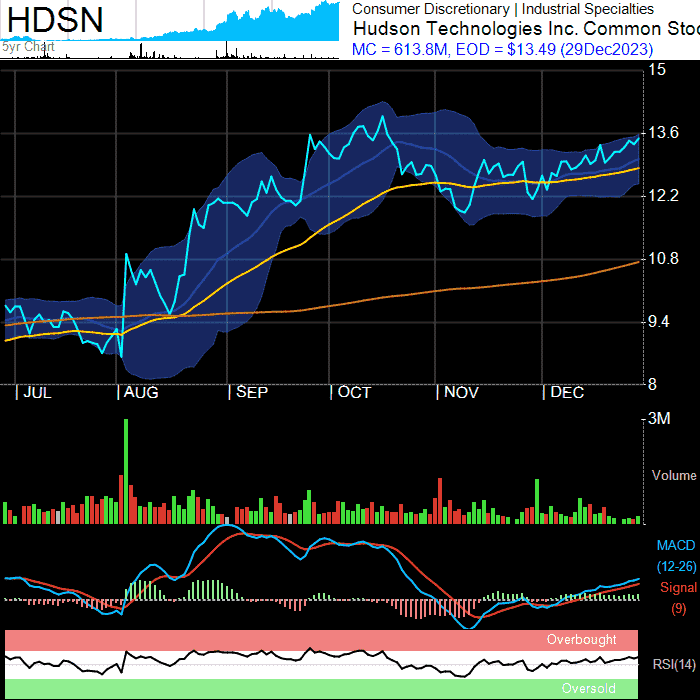 HDSN
5yr Chart
Consumer Discretionary | Industrial Specialties
Hudson Technologies Inc. Common Stoc
MC = 613.8M, EOD = $13.49 (29Dec2023)
15
13.6
12.2
10.8
9.4
8
JUL AUG SEP OCT NOV DEC
3M
Volume
MACD
(12-26)
Signal
(9)
Overbought
RSI(14)
Oversold